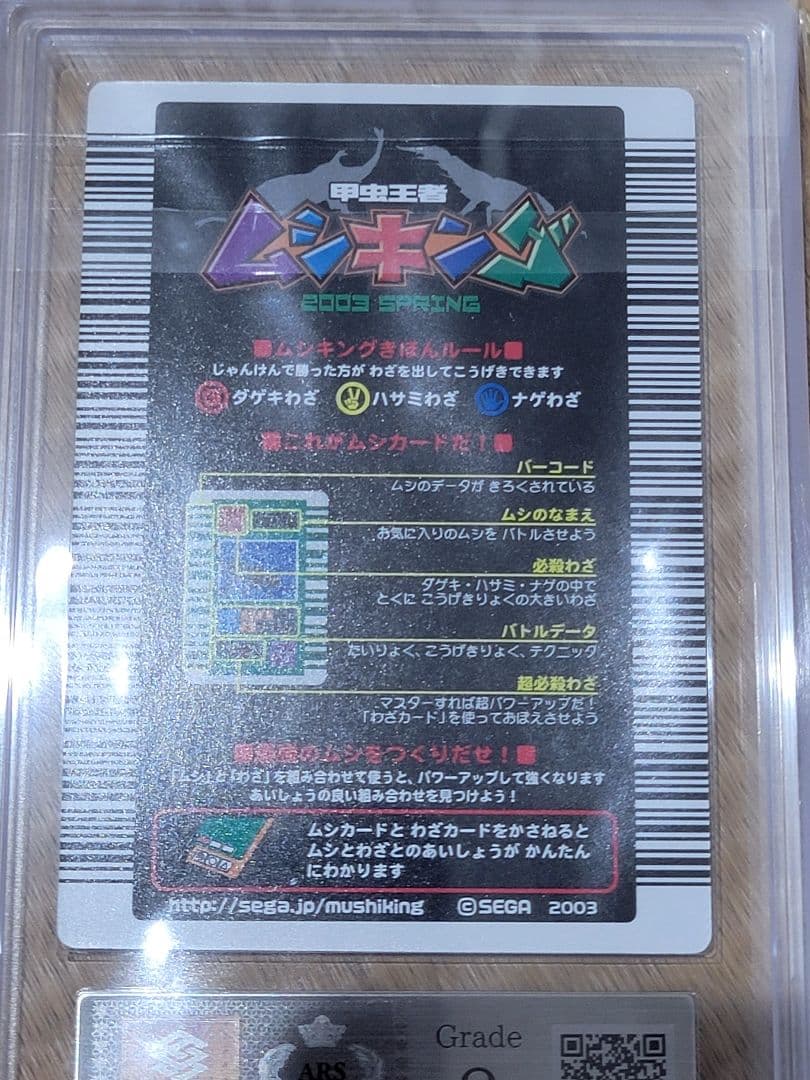 甲虫王者
ムシキング
2003 SPRING
■ムシキングきほんルール■
じゃんけんで勝った方が わざを出してこうげきできます
ダゲキわざ ハサミわざ ナゲわざ
■これがムシカードだ！■
バーコード
ムシのデータが きろくされている
ムシのなまえ
お気に入りのムシを バトルさせよう
必殺わざ
ダゲキ・ハサミ・ナゲの中で
とくに こうげきりょくの大きいわざ
バトルデータ
たいりょく、こうげきりょく、テクニック
超必殺わざ
マスターすれば超パワーアップだ！
「わざカード」を使っておぼえさせよう
のムシをつくりだせ！■
「ムシ」と「わざ」を組み合わせて使うと、パワーアップして強くなります
あいしょうの良い組み合わせを見つけよう！
ムシカードと わざカードをかさねると
ムシとわざとのあいしょうが かんたん
にわかります
http://sega.jp/mushiking ©SEGA 2003
Grade
ARS